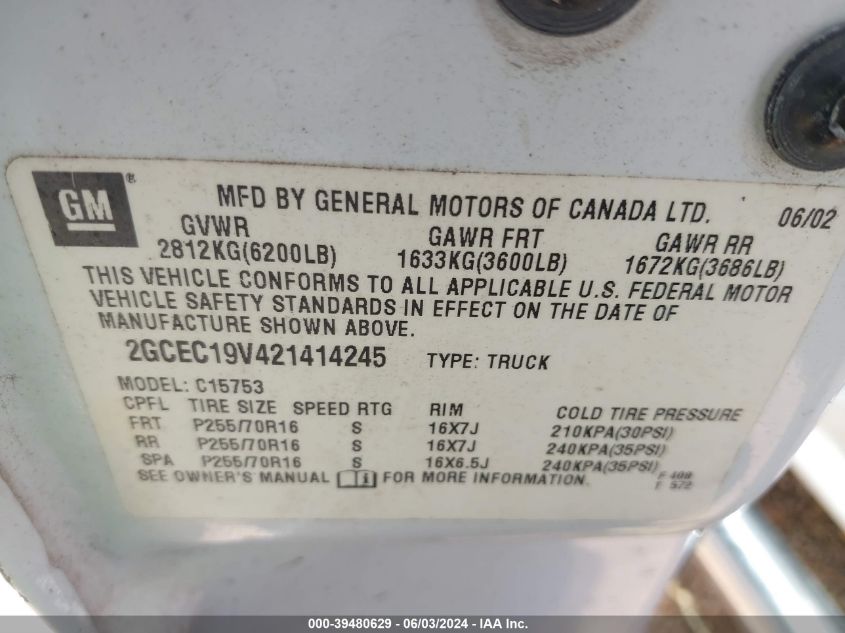 GM®
MFD BY GENERAL MOTORS OF CANADA LTD. 06/02
GVWR GAWR FRT GAWR RR
2812KG(6200LB) 1633KG(3600LB) 1672KG(3686LB)
THIS VEHICLE CONFORMS TO ALL APPLICABLE U.S. FEDERAL MOTOR
VEHICLE SAFETY STANDARDS IN EFFECT ON THE DATE OF
MANUFACTURE SHOWN ABOVE.
2GCEC19V421414245 TYPE: TRUCK
MODEL: C15753
CPFL TIRE SIZE SPEED RTG RIM COLD TIRE PRESSURE
FRT P255/70R16 S 16X7J 210KPA(30PSI)
RR P255/70R16 S 16X7J 240KPA(35PSI)
SPA P255/70R16 S 16X6.5J 240KPA(35PSI)
SEE OWNER'S MANUAL FOR MORE INFORMATION.
000-39480629 - 06/03/2024 - IAA Inc.